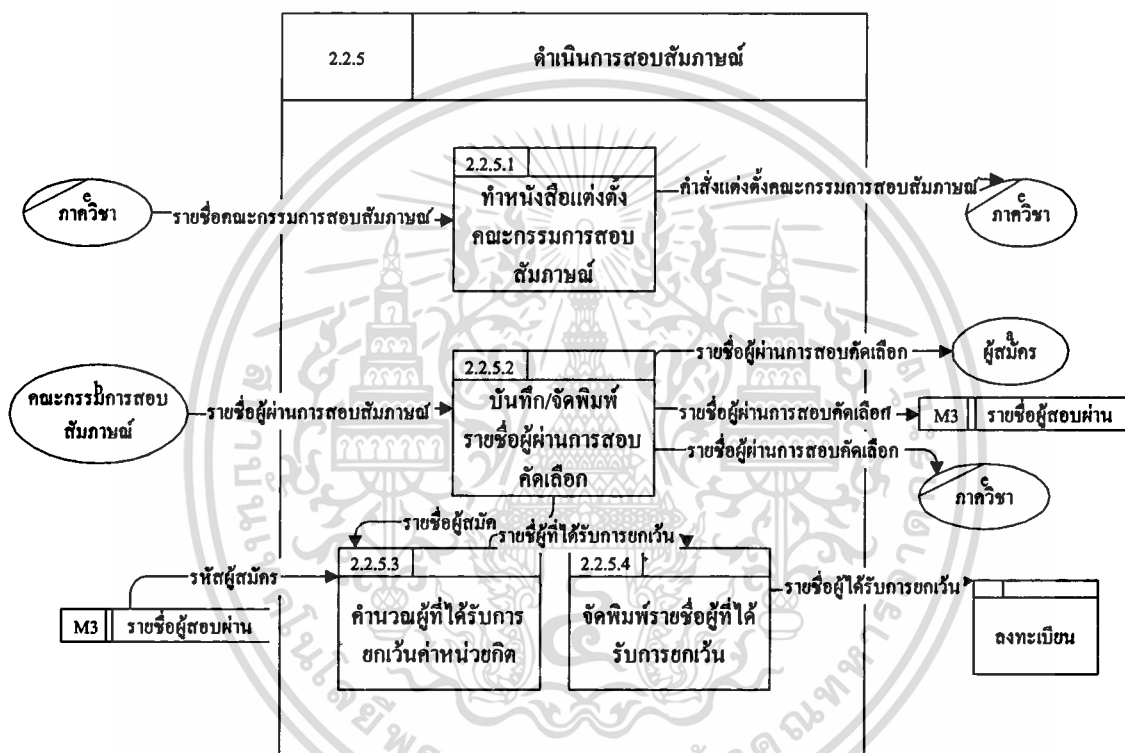 2.2.5 ดำเนินการสอบสัมภาษณ์
2.2.5.1
ทำหนังสือแต่งตั้ง
คณะกรรมการสอบ
สัมภาษณ์
e
ภาควิชา
รายชื่อคณะกรรมการสอบสัมภาษณ์
คำสั่งแต่งตั้งคณะกรรมการสอบสัมภาษณ์
e
ภาควิชา
b
คณะกรรมการสอบ
สัมภาษณ์
รายชื่อผู้ผ่านการสอบสัมภาษณ์
2.2.5.2
บันทึก/จัดพิมพ์
รายชื่อผู้ผ่านการสอบ
คัดเลือก
รายชื่อผู้ผ่านการสอบคัดเลือก
a
ผู้สมัคร
รายชื่อผู้ผ่านการสอบคัดเลือก
M3 รายชื่อผู้สอบผ่าน
รายชื่อผู้ผ่านการสอบคัดเลือก
e
ภาควิชา
รายชื่อผู้สมัค
รายชื่ผู้ที่ได้รับการยกเว้น
รหัสผู้สมัคร
M3 รายชื่อผู้สอบผ่าน
2.2.5.3
คำนวณผู้ที่ได้รับการ
ยกเว้นค่าหน่วยกิต
2.2.5.4
จัดพิมพ์รายชื่อผู้ที่ได้
รับการยกเว้น
รายชื่อผู้ได้รับการยกเว้น
ลงทะเบียน